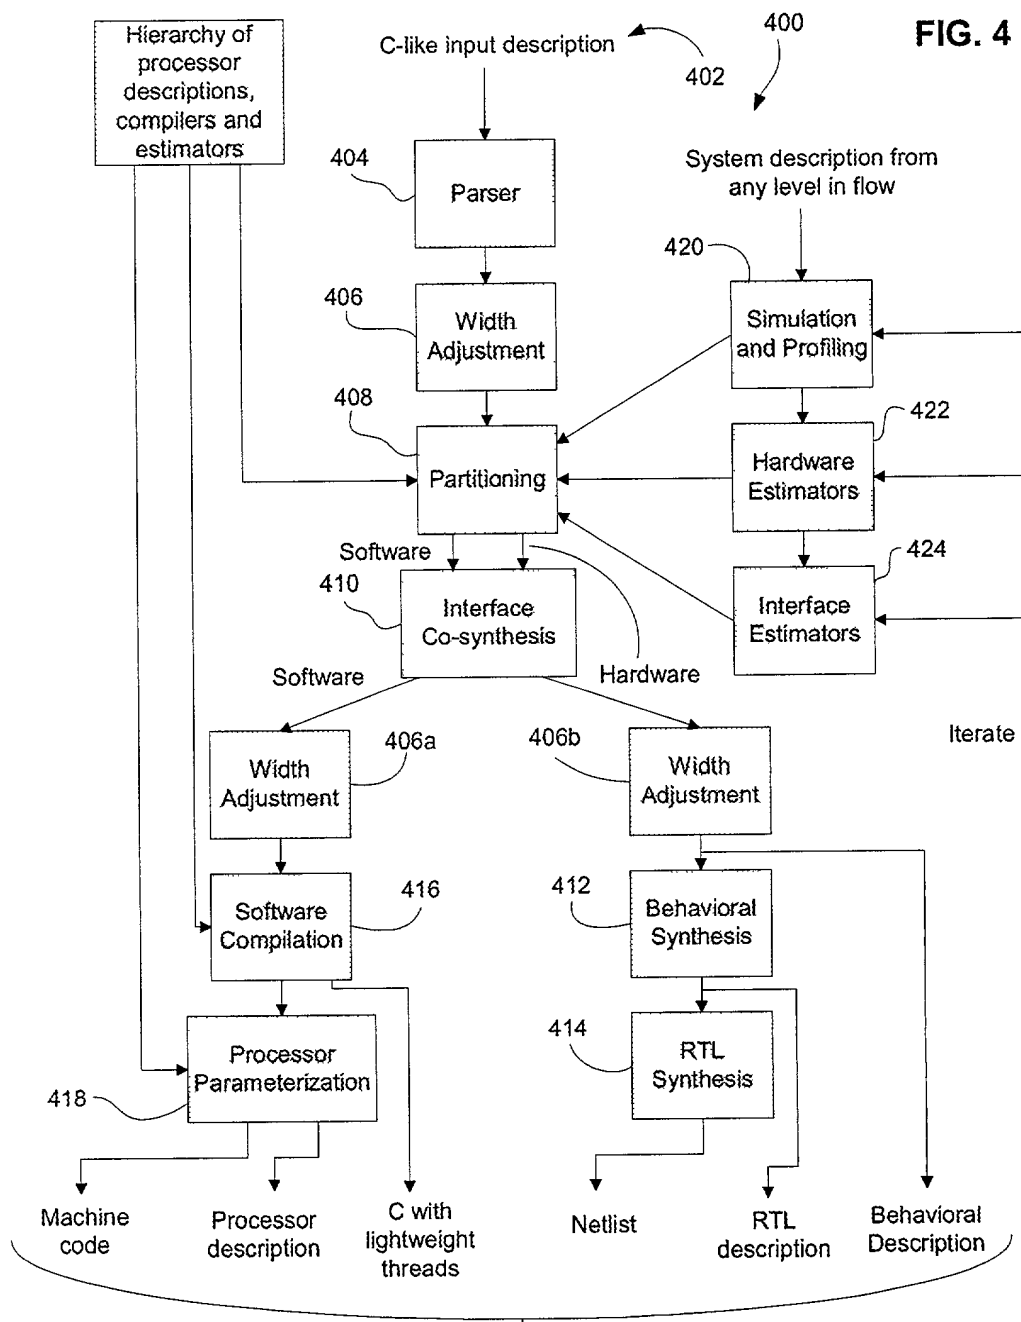 FIG. 4
400
Hierarchy of
processor
descriptions,
compilers and
estimators
C-like input description
402
404
Parser
System description from
any level in flow
420
Simulation
and Profiling
406
Width
Adjustment
408
Partitioning
422
Hardware
Estimators
424
Interface
Estimators
Software
410
Interface
Co-synthesis
Software
Hardware
Iterate
406a
Width
Adjustment
406b
Width
Adjustment
416
Software
Compilation
412
Behavioral
Synthesis
414
RTL
Synthesis
Processor
Parameterization
418
Machine
code
Processor
description
C with
lightweight
threads
Netlist
RTL
description
Behavioral
Description